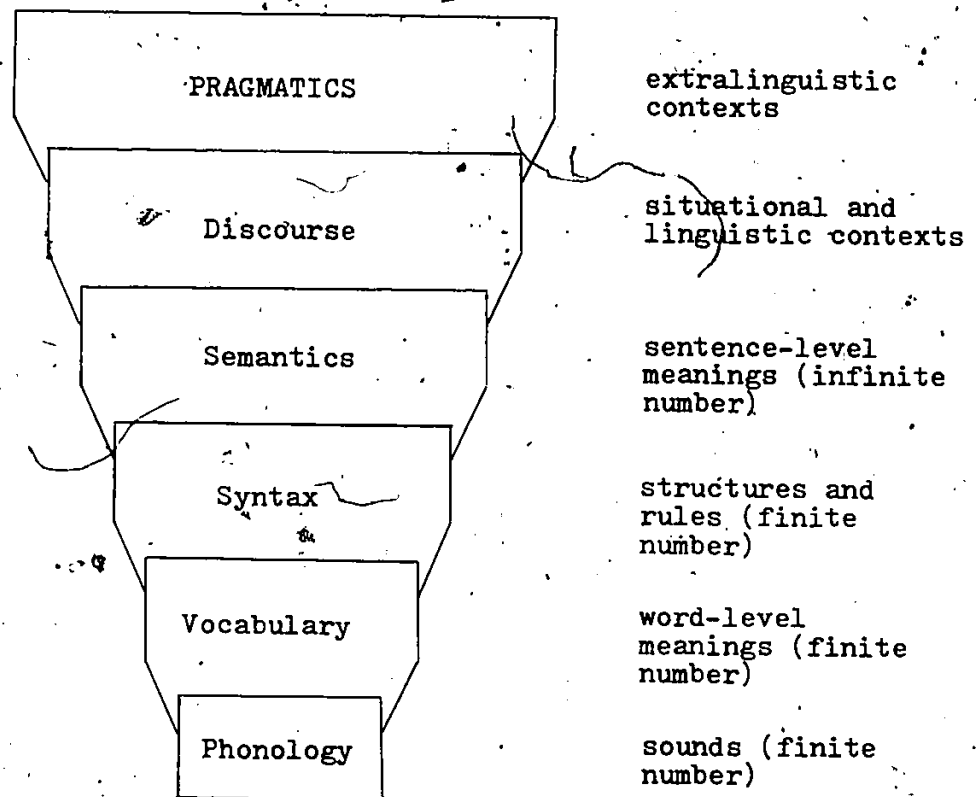 PRAGMATICS
extralinguistic
contexts
Discourse
situational and
linguistic contexts
Semantics
sentence-level
meanings (infinite
number)
Syntax
structures and
rules (finite
number)
Vocabulary
word-level
meanings (finite
number)
Phonology
sounds (finite
number)